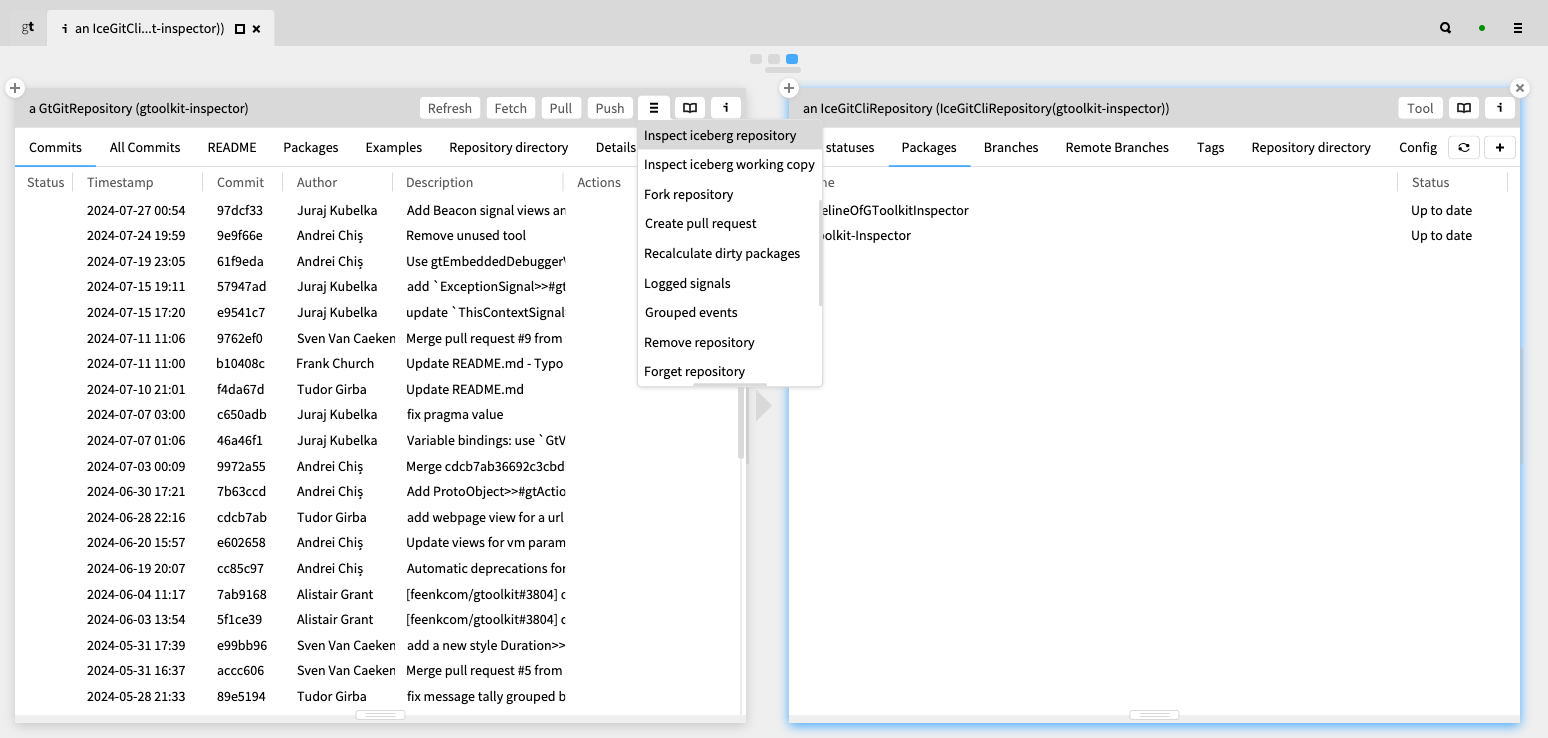 gt
i an IceGitCli...t-inspector))
a GtGitRepository (gtoolkit-inspector)
Refresh Fetch Pull Push i
Commits All Commits README Packages Examples Repository directory Details
Status Timestamp Commit Author Description Actions
2024-07-27 00:54 97dcf33 Juraj Kubelka Add Beacon signal views an
2024-07-24 19:59 9e9f66e Andrei Chiş Remove unused tool
2024-07-19 23:05 61f9eda Andrei Chiş Use gtEmbeddedDebugger
2024-07-15 19:11 57947ad Juraj Kubelka add `ExceptionSignal>>#gt
2024-07-15 17:20 e9541c7 Juraj Kubelka update `ThisContextSignal
2024-07-11 11:06 9762ef0 Sven Van Caeken Merge pull request #9 from
2024-07-11 11:00 b10408c Frank Church Update README.md - Typo
2024-07-10 21:01 f4da67d Tudor Girba Update README.md
2024-07-07 03:00 c650adb Juraj Kubelka fix pragma value
2024-07-07 01:06 46a46f1 Juraj Kubelka Variable bindings: use `GtV
2024-07-03 00:09 9972a55 Andrei Chiş Merge cdcb7ab36692c3cbd
2024-06-30 17:21 7b63ccd Andrei Chiş Add ProtoObject>>#gtActio
2024-06-28 22:16 cdcb7ab Tudor Girba add webpage view for a url
2024-06-20 15:57 e602658 Andrei Chiş Update views for vm param
2024-06-19 20:07 cc85c97 Andrei Chiş Automatic deprecations for
2024-06-04 11:17 7ab9168 Alistair Grant [feenkcom/gtoolkit#3804] c
2024-06-03 13:54 5f1ce39 Alistair Grant [feenkcom/gtoolkit#3804] c
2024-05-31 17:39 e99bb96 Sven Van Caeken add a new style Duration>>
2024-05-31 16:37 accc606 Sven Van Caeken Merge pull request #5 from
2024-05-28 21:33 89e5194 Tudor Girba fix message tally grouped b
Inspect iceberg repository
Inspect iceberg working copy
Fork repository
Create pull request
Recalculate dirty packages
Logged signals
Grouped events
Remove repository
Forget repository
an IceGitCliRepository (IceGitCliRepository(gtoolkit-inspector))
Tool i
statuses Packages Branches Remote Branches Tags Repository directory Config
me Status
elineOfGToolkitInspector Up to date
oolkit-Inspector Up to date